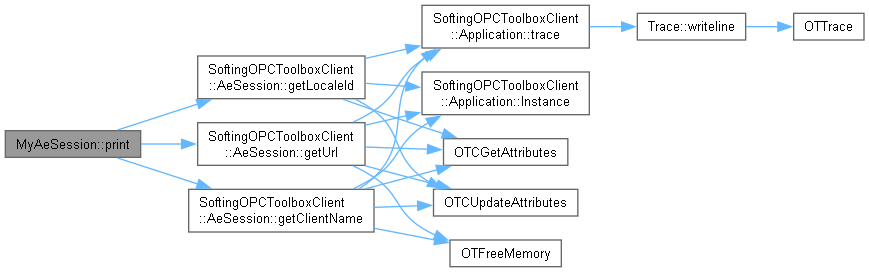 SoftingOPCToolboxClient
::Application::trace
Trace::writeline
OTTrace
SoftingOPCToolboxClient
::AeSession::getLocaleId
SoftingOPCToolboxClient
::Application::Instance
MyAeSession::print
SoftingOPCToolboxClient
::AeSession::getUrl
OTCGetAttributes
SoftingOPCToolboxClient
::AeSession::getClientName
OTCUpdateAttributes
OTFreeMemory